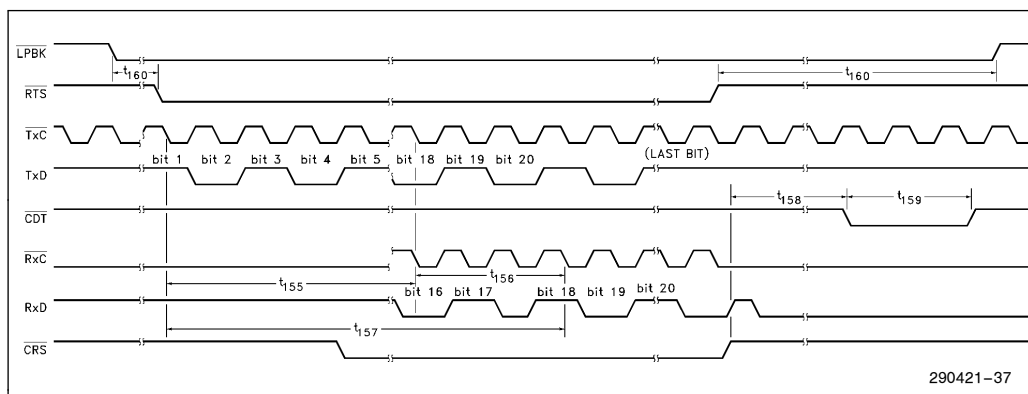 LPBK
t160
t160
RTS
TxC
bit 1 bit 2 bit 3 bit 4 bit 5 bit 18 bit 19 bit 20 (LAST BIT)
TxD
t158 t159
CDT
RxC
t155 t156
bit 16 bit 17 bit 18 bit 19 bit 20
RxD
t157
CRS
290421–37